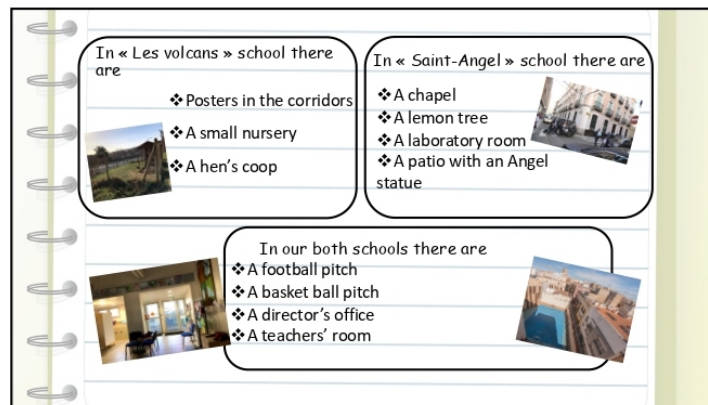 In « Les volcans » school there
are
❖Posters in the corridors
❖A small nursery
❖A hen's coop
In « Saint-Angel » school there are
❖A chapel
❖A lemon tree
❖A laboratory room
❖A patio with an Angel
statue
In our both schools there are
❖A football pitch
❖A basket ball pitch
❖A director's office
❖A teachers' room